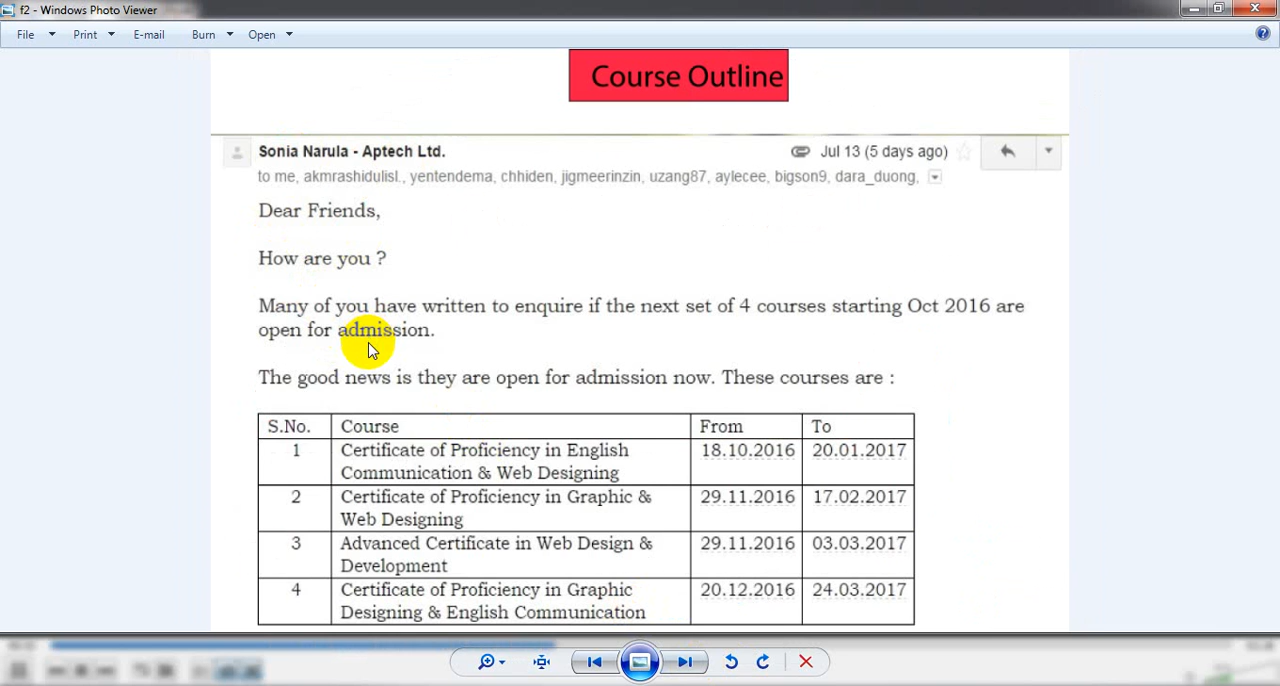 f2 - Windows Photo Viewer
File Print E-mail Burn Open
Course Outline
Sonia Narula - Aptech Ltd. Jul 13 (5 days ago)
to me, akmrashidulisl., yentendema, chhiden, jigmeerinzin, uzang87, aylecee, bigson9, dara_duong,
Dear Friends,
How are you ?
Many of you have written to enquire if the next set of 4 courses starting Oct 2016 are
open for admission.
The good news is they are open for admission now. These courses are :
S.No. Course From To
1 Certificate of Proficiency in English 18.10.2016 20.01.2017
Communication & Web Designing
2 Certificate of Proficiency in Graphic & 29.11.2016 17.02.2017
Web Designing
3 Advanced Certificate in Web Design & 29.11.2016 03.03.2017
Development
4 Certificate of Proficiency in Graphic 20.12.2016 24.03.2017
Designing & English Communication